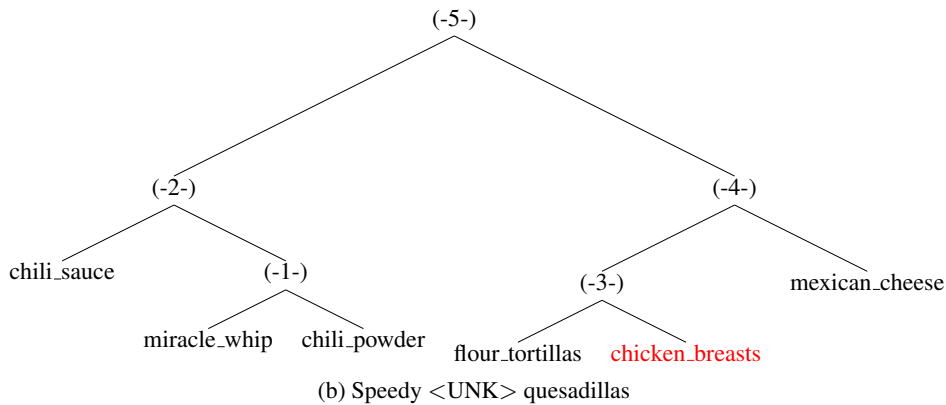 (-5-)
(-2-) (-4-)
chili_sauce (-1-) (-3-) mexican_cheese
miracle_whip chili_powder flour_tortillas chicken_breasts
(b) Speedy <UNK> quesadillas